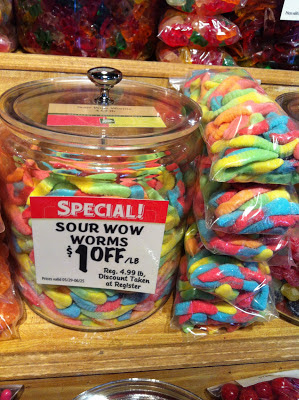 SPECIAL!
SOUR WOW
WORMS
$1 OFF/LB
Reg. 4.99 lb,
Discount Taken
at Register